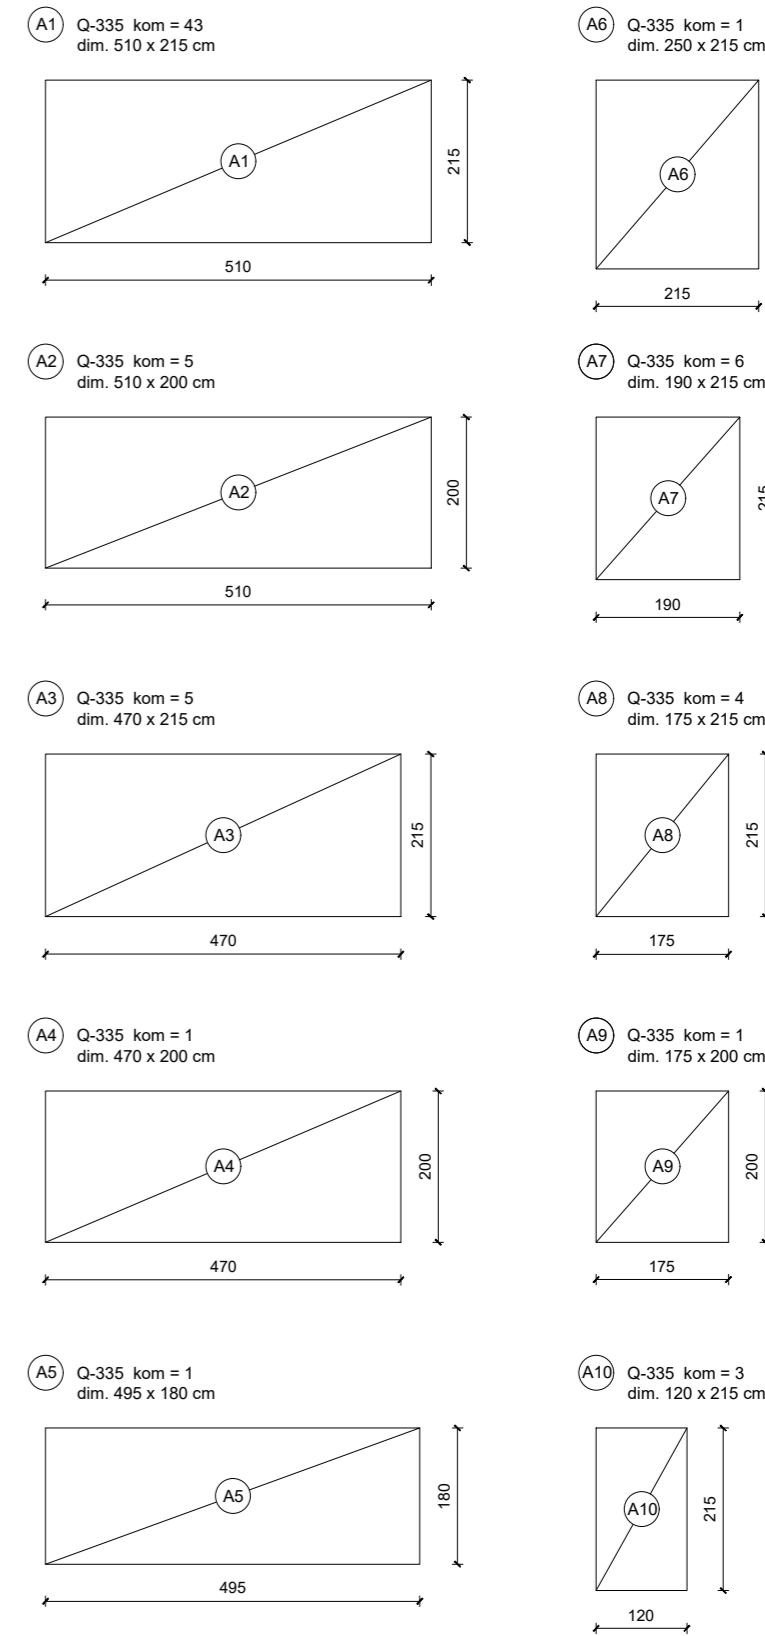 A1
Q-335 kom = 43
dim. 510 x 215 cm
A1
215
510
A2
Q-335 kom = 5
dim. 510 x 200 cm
A2
200
510
A3
Q-335 kom = 5
dim. 470 x 215 cm
A3
215
470
A4
Q-335 kom = 1
dim. 470 x 200 cm
A4
200
470
A5
Q-335 kom = 1
dim. 495 x 180 cm
A5
180
495
A6
Q-335 kom = 1
dim. 250 x 215 cm
A6
215
A7
Q-335 kom = 6
dim. 190 x 215 cm
A7
215
190
A8
Q-335 kom = 4
dim. 175 x 215 cm
A8
215
175
A9
Q-335 kom = 1
dim. 175 x 200 cm
A9
200
175
A10
Q-335 kom = 3
dim. 120 x 215 cm
A10
215
120